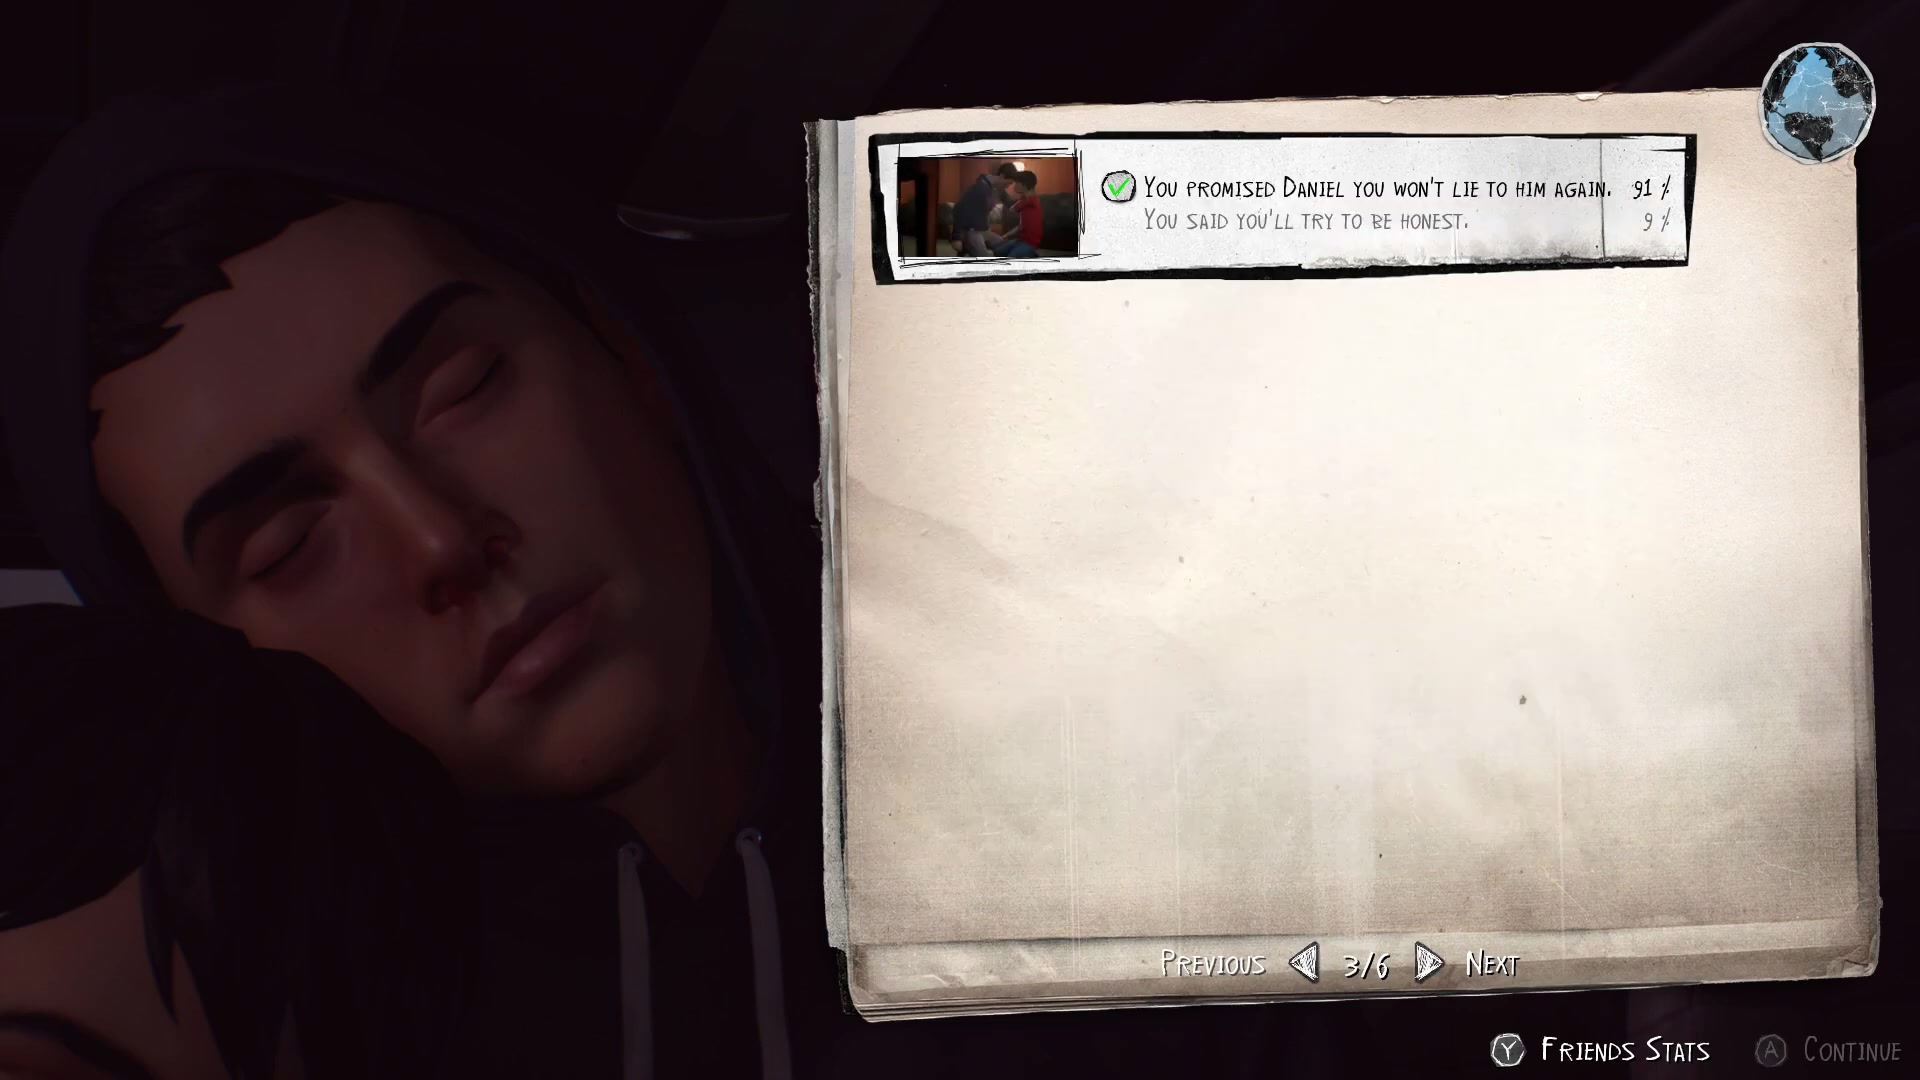 You promised Daniel you won't lie to him again. 91 %
You said you'll try to be honest. 9 %
Previous 3/6 Next
Y Friends Stats A Continue